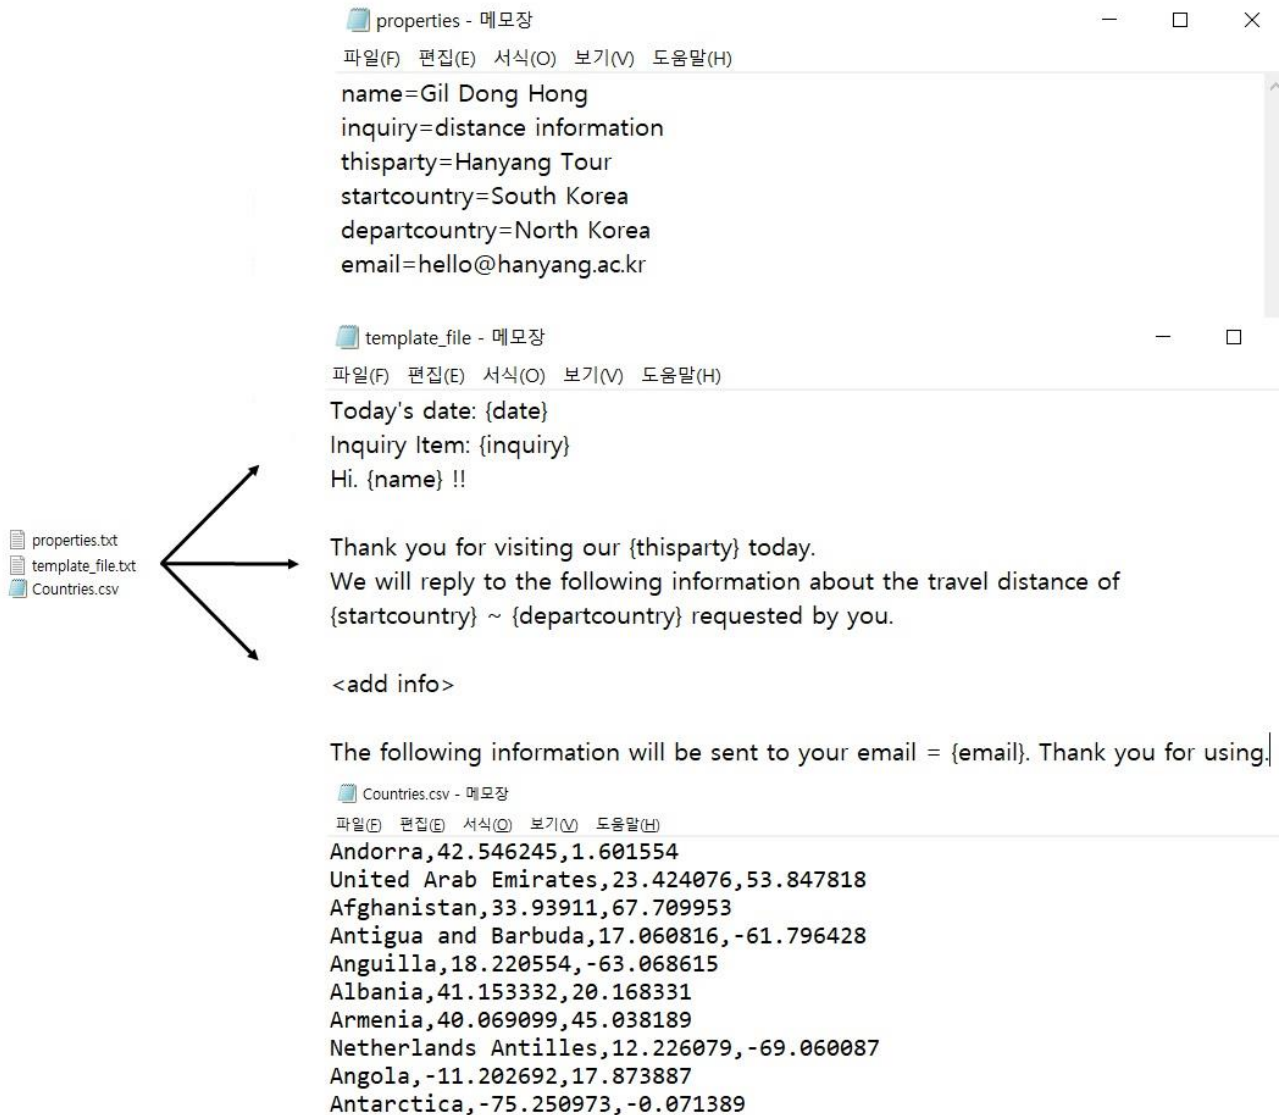 properties - 메모장
파일(F) 편집(E) 서식(O) 보기(V) 도움말(H)
name=Gil Dong Hong
inquiry=distance information
thisparty=Hanyang Tour
startcountry=South Korea
departcountry=North Korea
email=hello@hanyang.ac.kr
template_file - 메모장
파일(F) 편집(E) 서식(O) 보기(V) 도움말(H)
Today's date: {date}
Inquiry Item: {inquiry}
Hi. {name} !!
Thank you for visiting our {thisparty} today.
We will reply to the following information about the travel distance of
{startcountry} ~ {departcountry} requested by you.
<add info>
The following information will be sent to your email = {email}. Thank you for using.
properties.txt
template_file.txt
Countries.csv
Countries.csv - 메모장
파일(F) 편집(E) 서식(O) 보기(V) 도움말(H)
Andorra,42.546245,1.601554
United Arab Emirates,23.424076,53.847818
Afghanistan,33.93911,67.709953
Antigua and Barbuda,17.060816,-61.796428
Anguilla,18.220554,-63.068615
Albania,41.153332,20.168331
Armenia,40.069099,45.038189
Netherlands Antilles,12.226079,-69.060087
Angola,-11.202692,17.873887
Antarctica,-75.250973,-0.071389